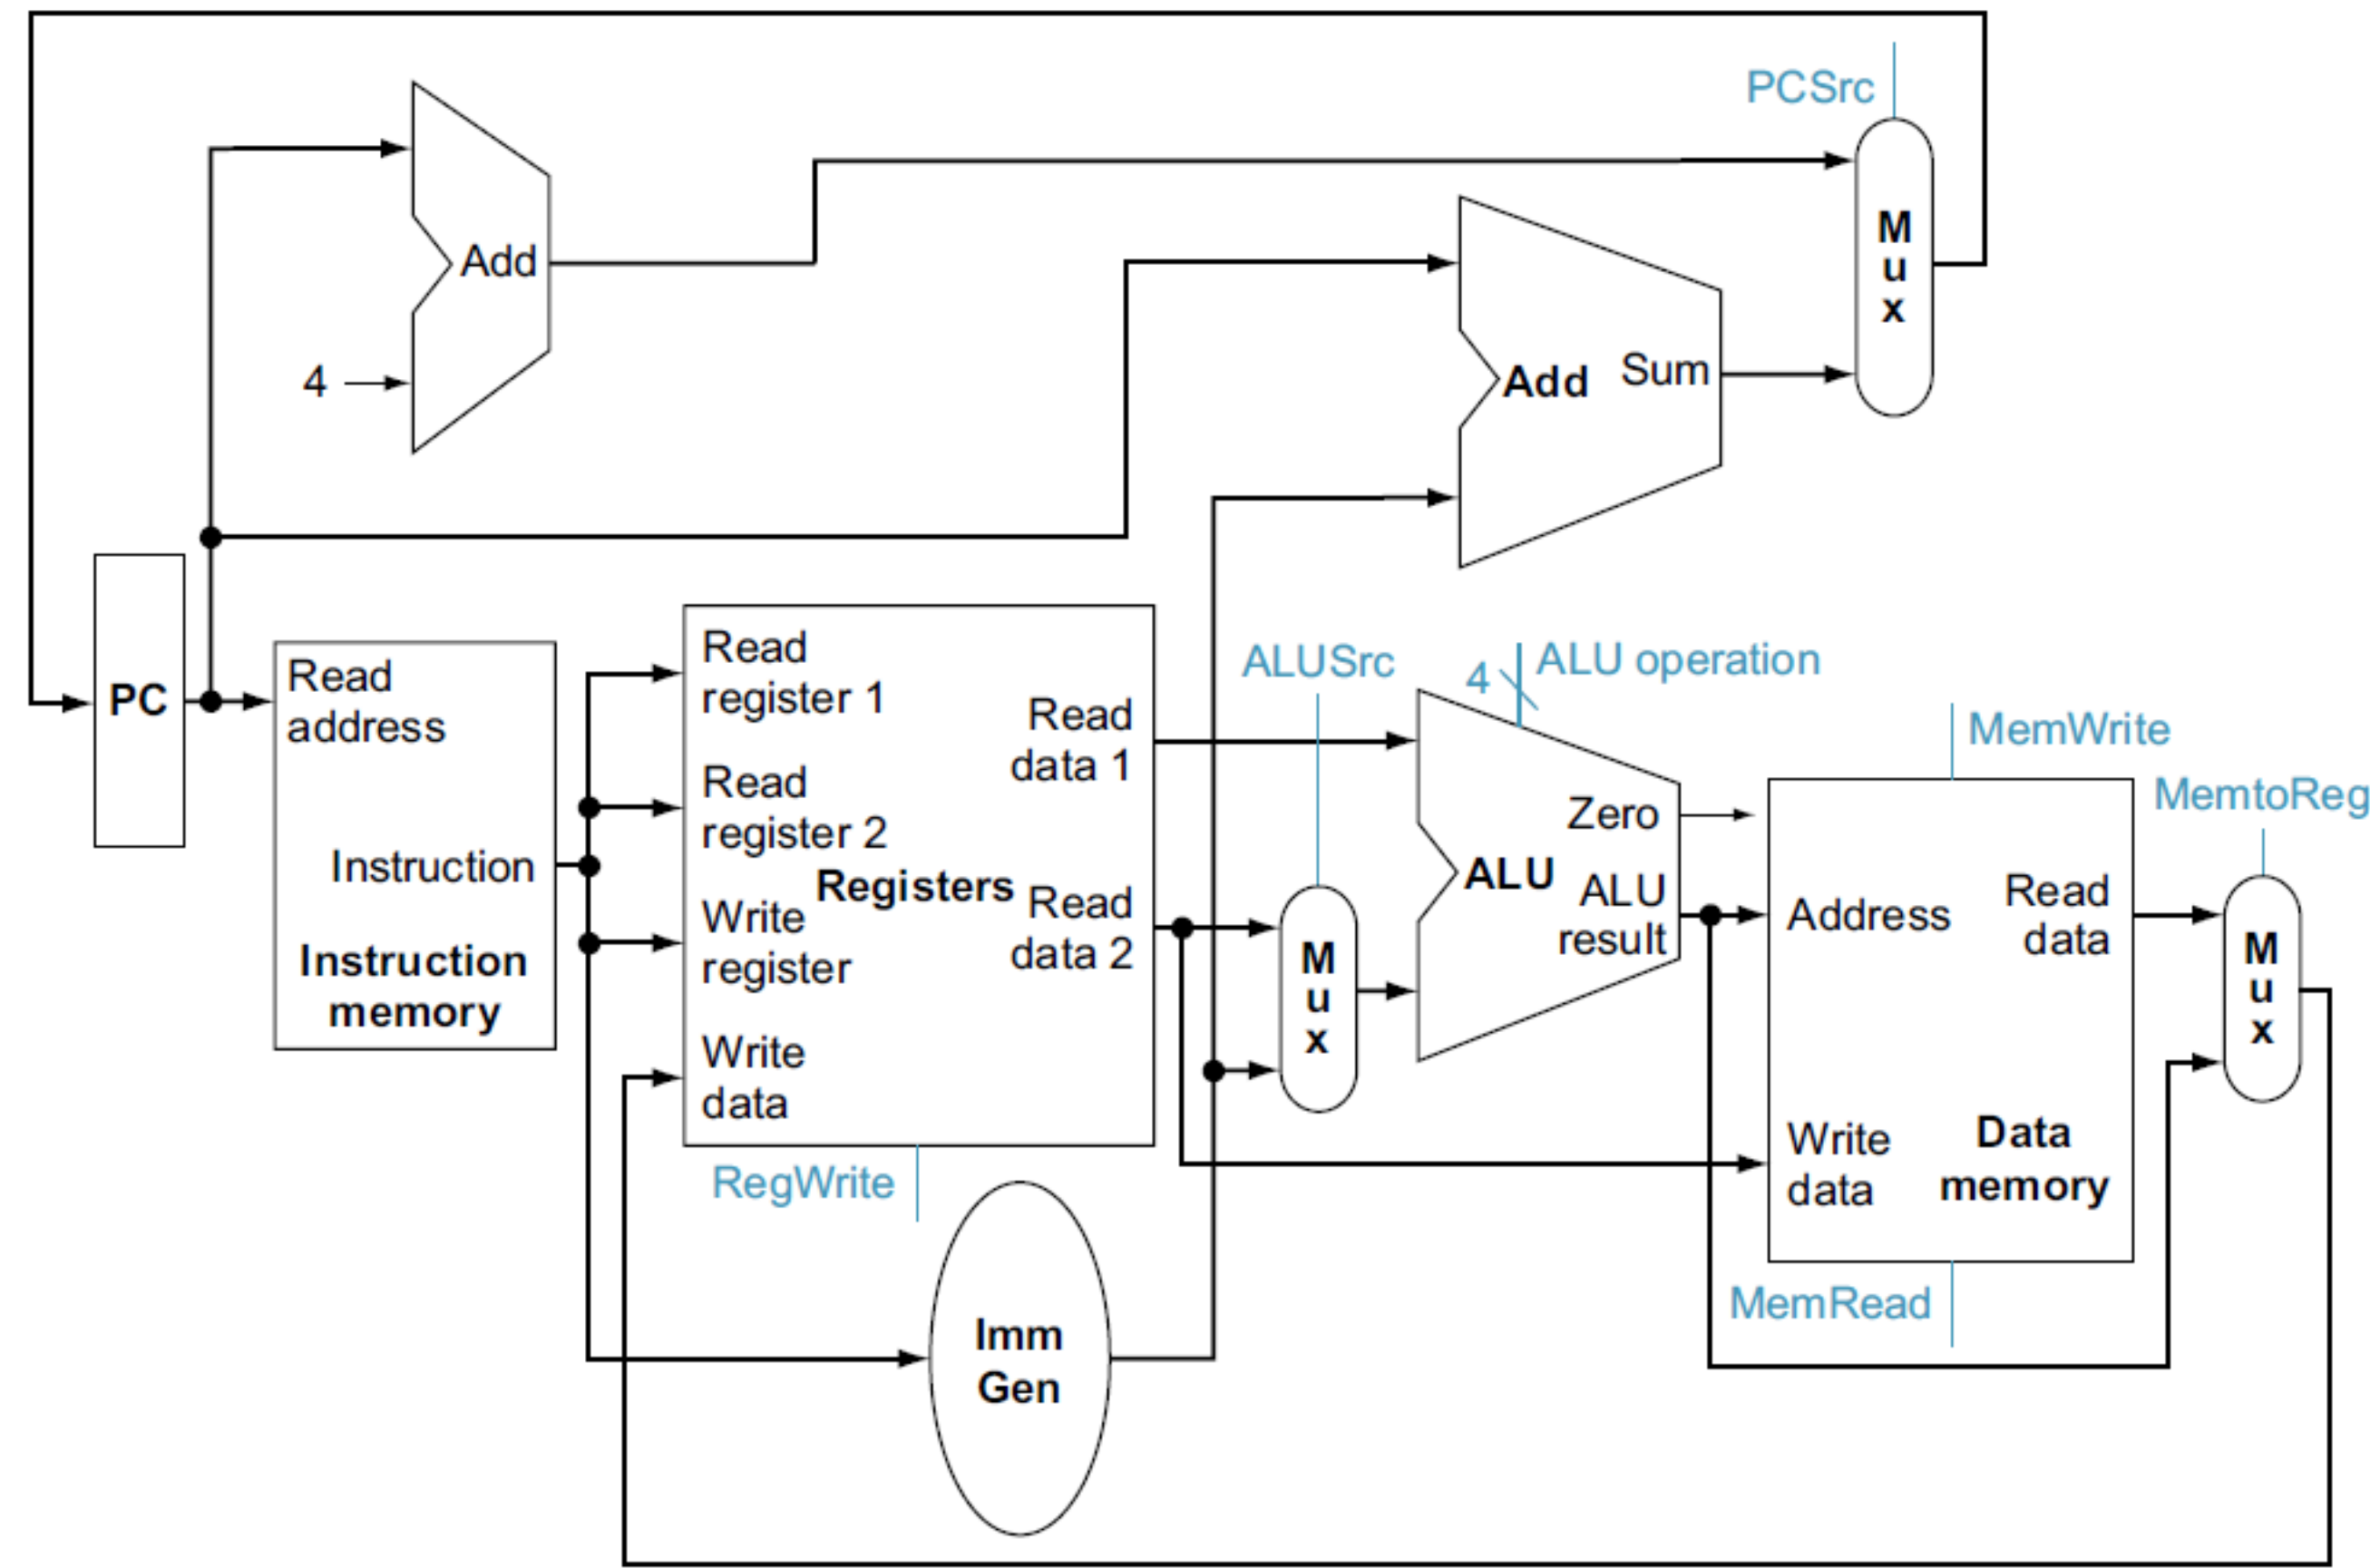 PCSrc
M
u
x
Add
4
Add
Sum
PC
Read
address
Instruction
Instruction
memory
Read
register 1
Read
register 2
Write
register
Write
data
Registers
Read
data 1
Read
data 2
RegWrite
Imm
Gen
ALUSrc
M
u
x
4
ALU operation
Zero
ALU
ALU
result
MemWrite
Address
Read
data
Write
data
Data
memory
MemRead
MemtoReg
M
u
x